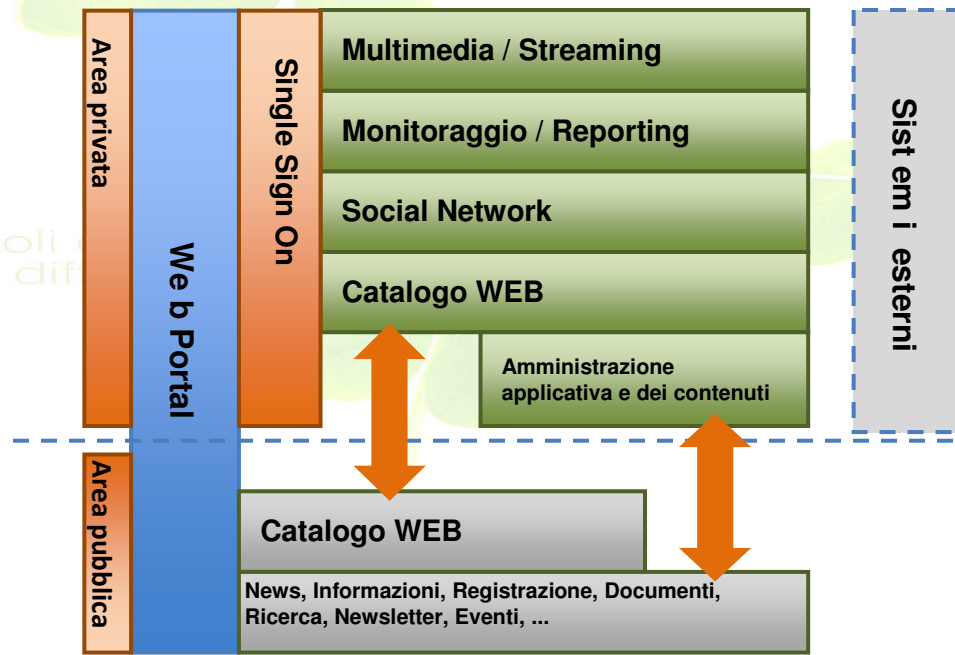 Area privata
We b Portal
Single Sign On
Multimedia / Streaming
Monitoraggio / Reporting
Social Network
Catalogo WEB
Amministrazione
applicativa e dei contenuti
Sist em i esterni
oli
Area pubblica
Catalogo WEB
News, Informazioni, Registrazione, Documenti,
Ricerca, Newsletter, Eventi, ...